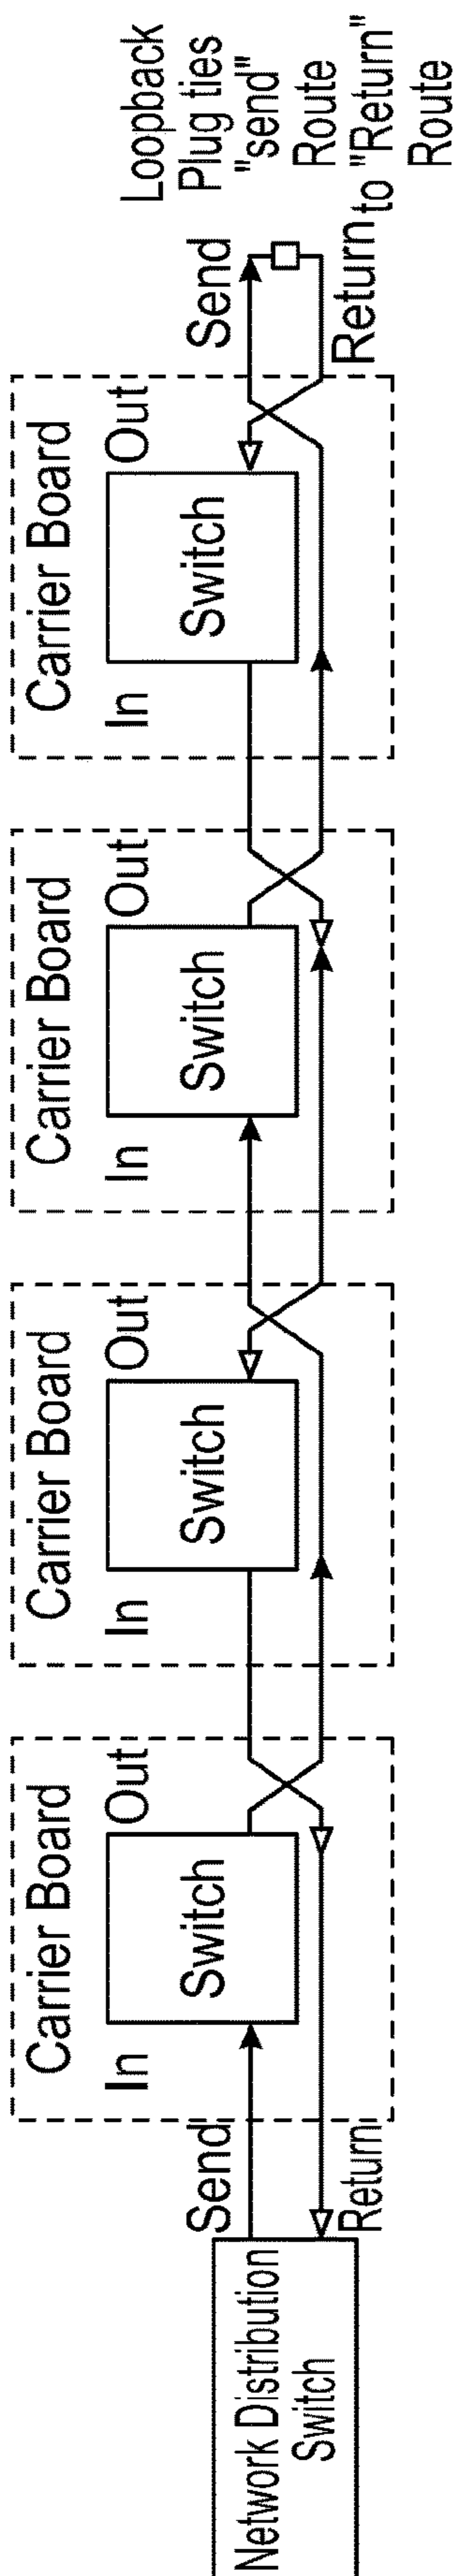 Network Distribution
Switch
Send
Return
Carrier Board
In
Out
Switch
Carrier Board
In
Out
Switch
Carrier Board
In
Out
Switch
Carrier Board
In
Out
Switch
Send
Return
Loopback
Plug ties
"send"
Route
to "Return"
Route